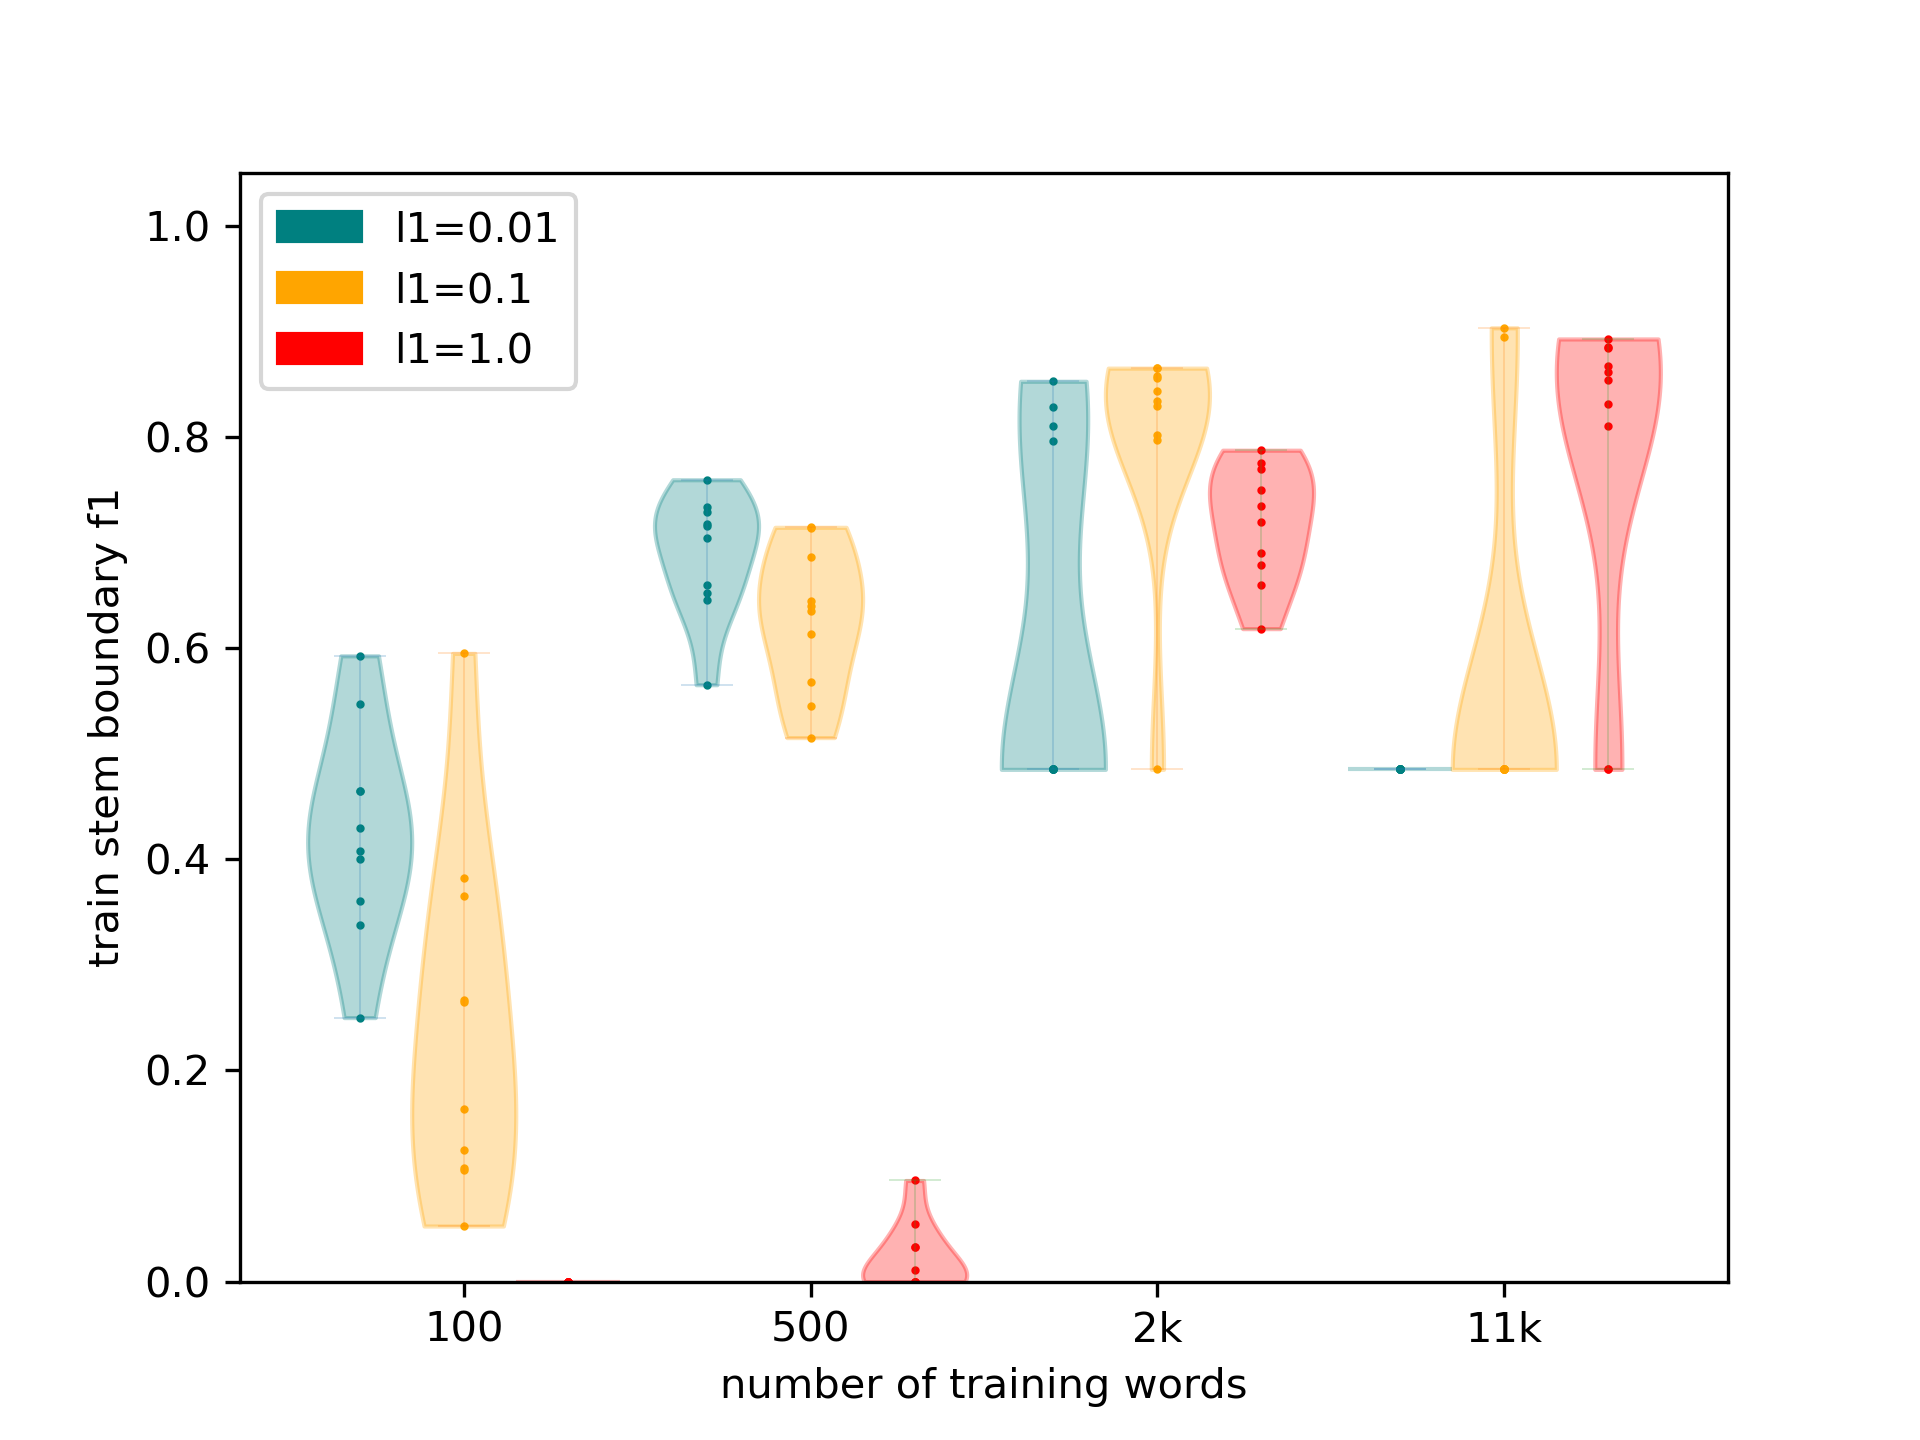 l1=0.01
l1=0.1
l1=1.0
1.0
0.8
0.6
0.4
0.2
0.0
train stem boundary f1
100 500 2k 11k
number of training words